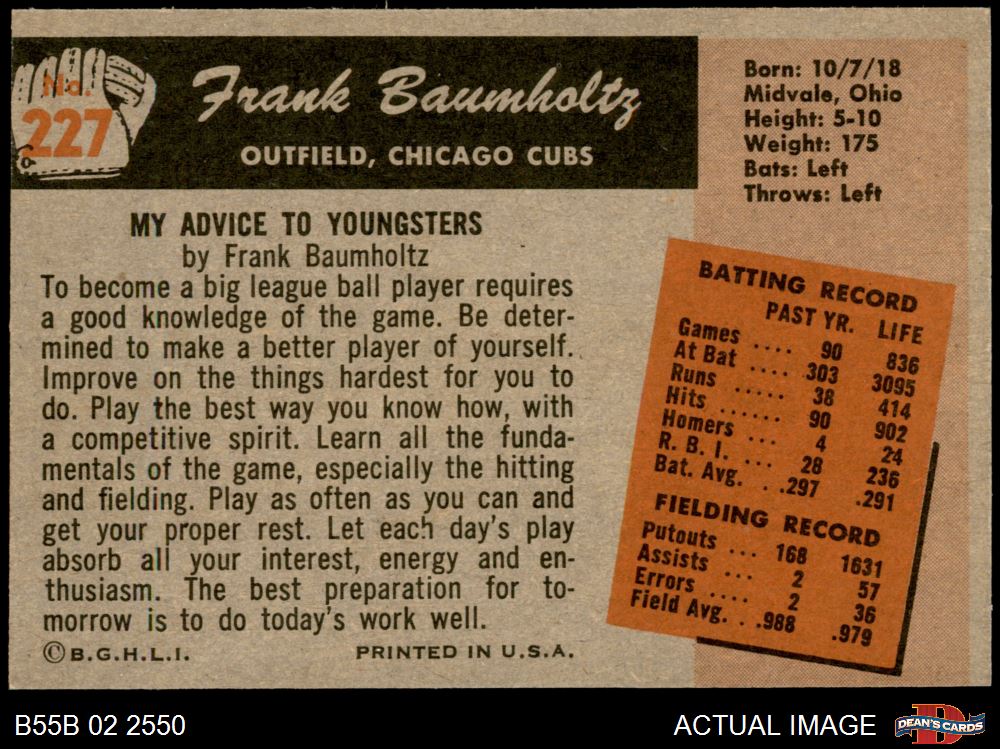 No.
227
Frank Baumholtz
OUTFIELD, CHICAGO CUBS
Born: 10/7/18
Midvale, Ohio
Height: 5-10
Weight: 175
Bats: Left
Throws: Left
MY ADVICE TO YOUNGSTERS
by Frank Baumholtz
To become a big league ball player requires
a good knowledge of the game. Be deter-
mined to make a better player of yourself.
Improve on the things hardest for you to
do. Play the best way you know how, with
a competitive spirit. Learn all the funda-
mentals of the game, especially the hitting
and fielding. Play as often as you can and
get your proper rest. Let each day's play
absorb all your interest, energy and en-
thusiasm. The best preparation for to-
morrow is to do today's work well.
©B.G.H.L.I. PRINTED IN U.S.A.
BATTING RECORD
PAST YR. LIFE
Games .... 90 836
At Bat .... 303 3095
Runs ..... 38 414
Hits ...... 90 902
Homers ... 4 24
R. B. I. ... 28 236
Bat. Avg. . .297 .291
FIELDING RECORD
Putouts ... 168 1631
Assists ... 2 57
Errors .... 2 36
Field Avg. . .988 .979
B55B 02 2550
ACTUAL IMAGE
DEAN'S CARDS